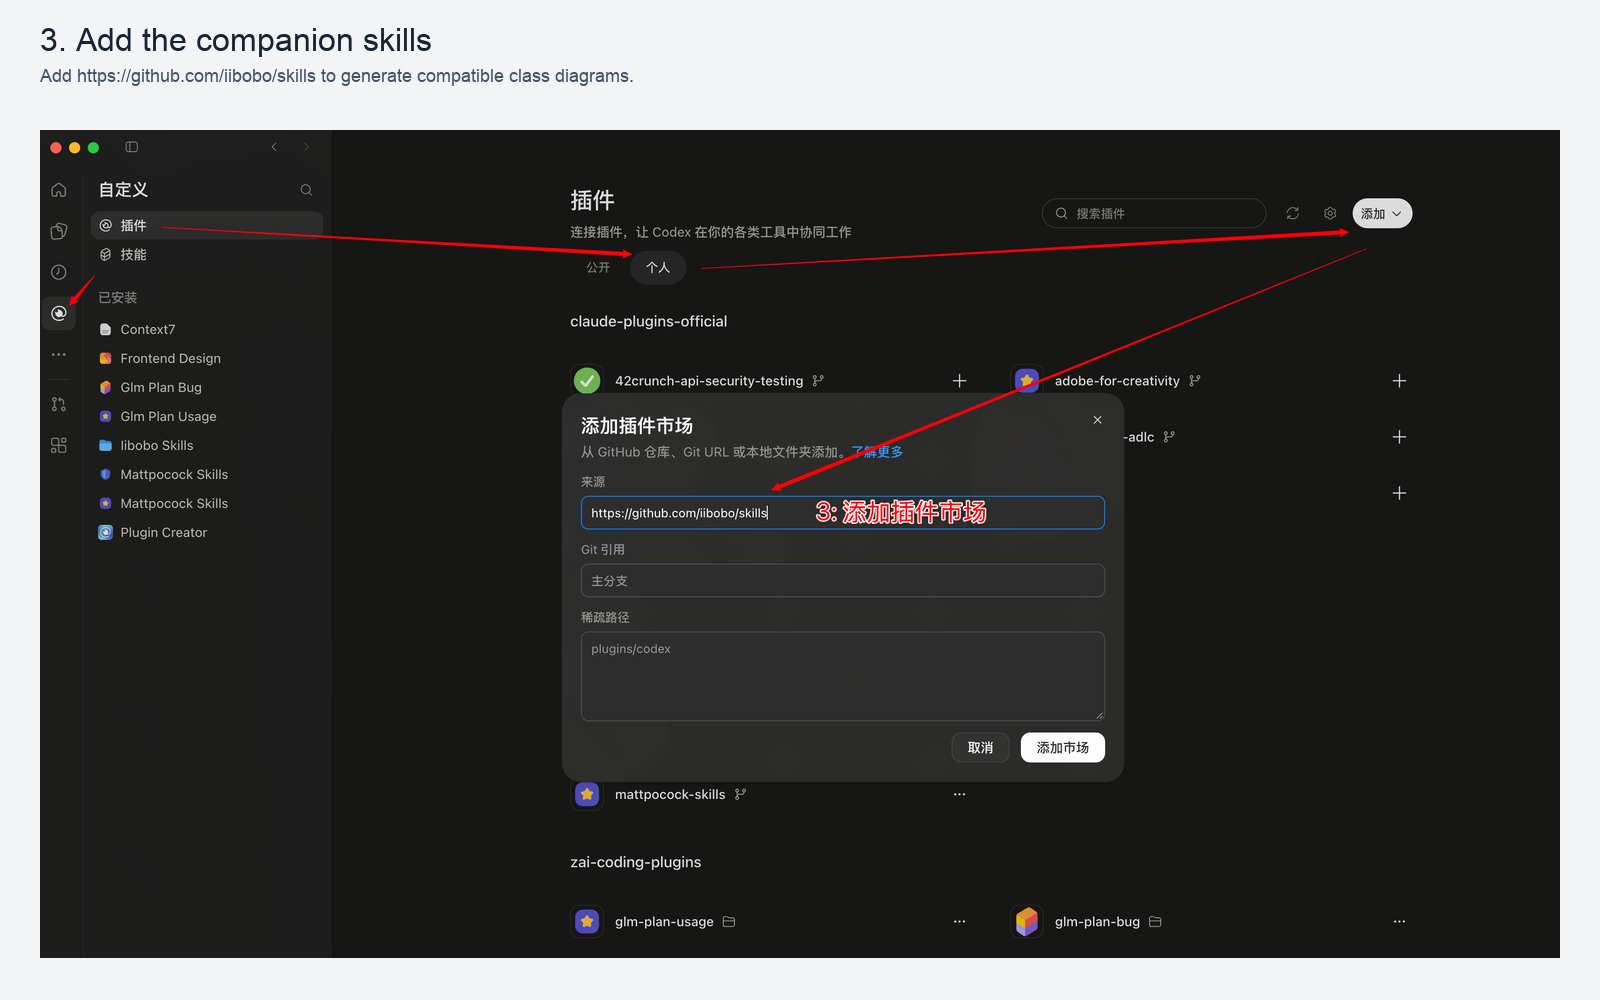 3. Add the companion skills
Add https://github.com/iibobo/skills to generate compatible class diagrams.
自定义
插件
技能
已安装
Context7
Frontend Design
Glm Plan Bug
Glm Plan Usage
Iibobo Skills
Mattpocock Skills
Mattpocock Skills
Plugin Creator
插件
连接插件，让 Codex 在你的各类工具中协同工作
搜索插件
添加
公开
个人
claude-plugins-official
42crunch-api-security-testing
adobe-for-creativity
-adlc
添加插件市场
从 GitHub 仓库、Git URL 或本地文件夹添加。了解更多
来源
https://github.com/iibobo/skills
3: 添加插件市场
Git 引用
主分支
稀疏路径
plugins/codex
取消
添加市场
mattpocock-skills
zai-coding-plugins
glm-plan-usage
glm-plan-bug